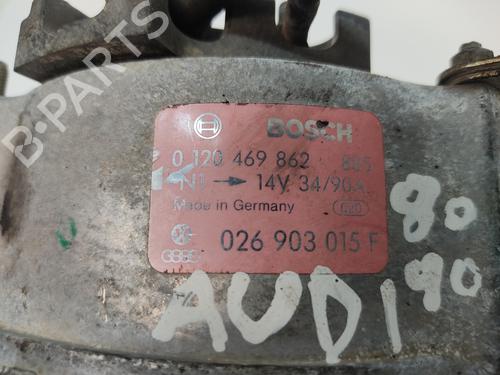 BOSCH
0 120 469 862 885
N1 → 14V 34/90A
Made in Germany
026 903 015 F
AUDI 80
90
B-PARTS